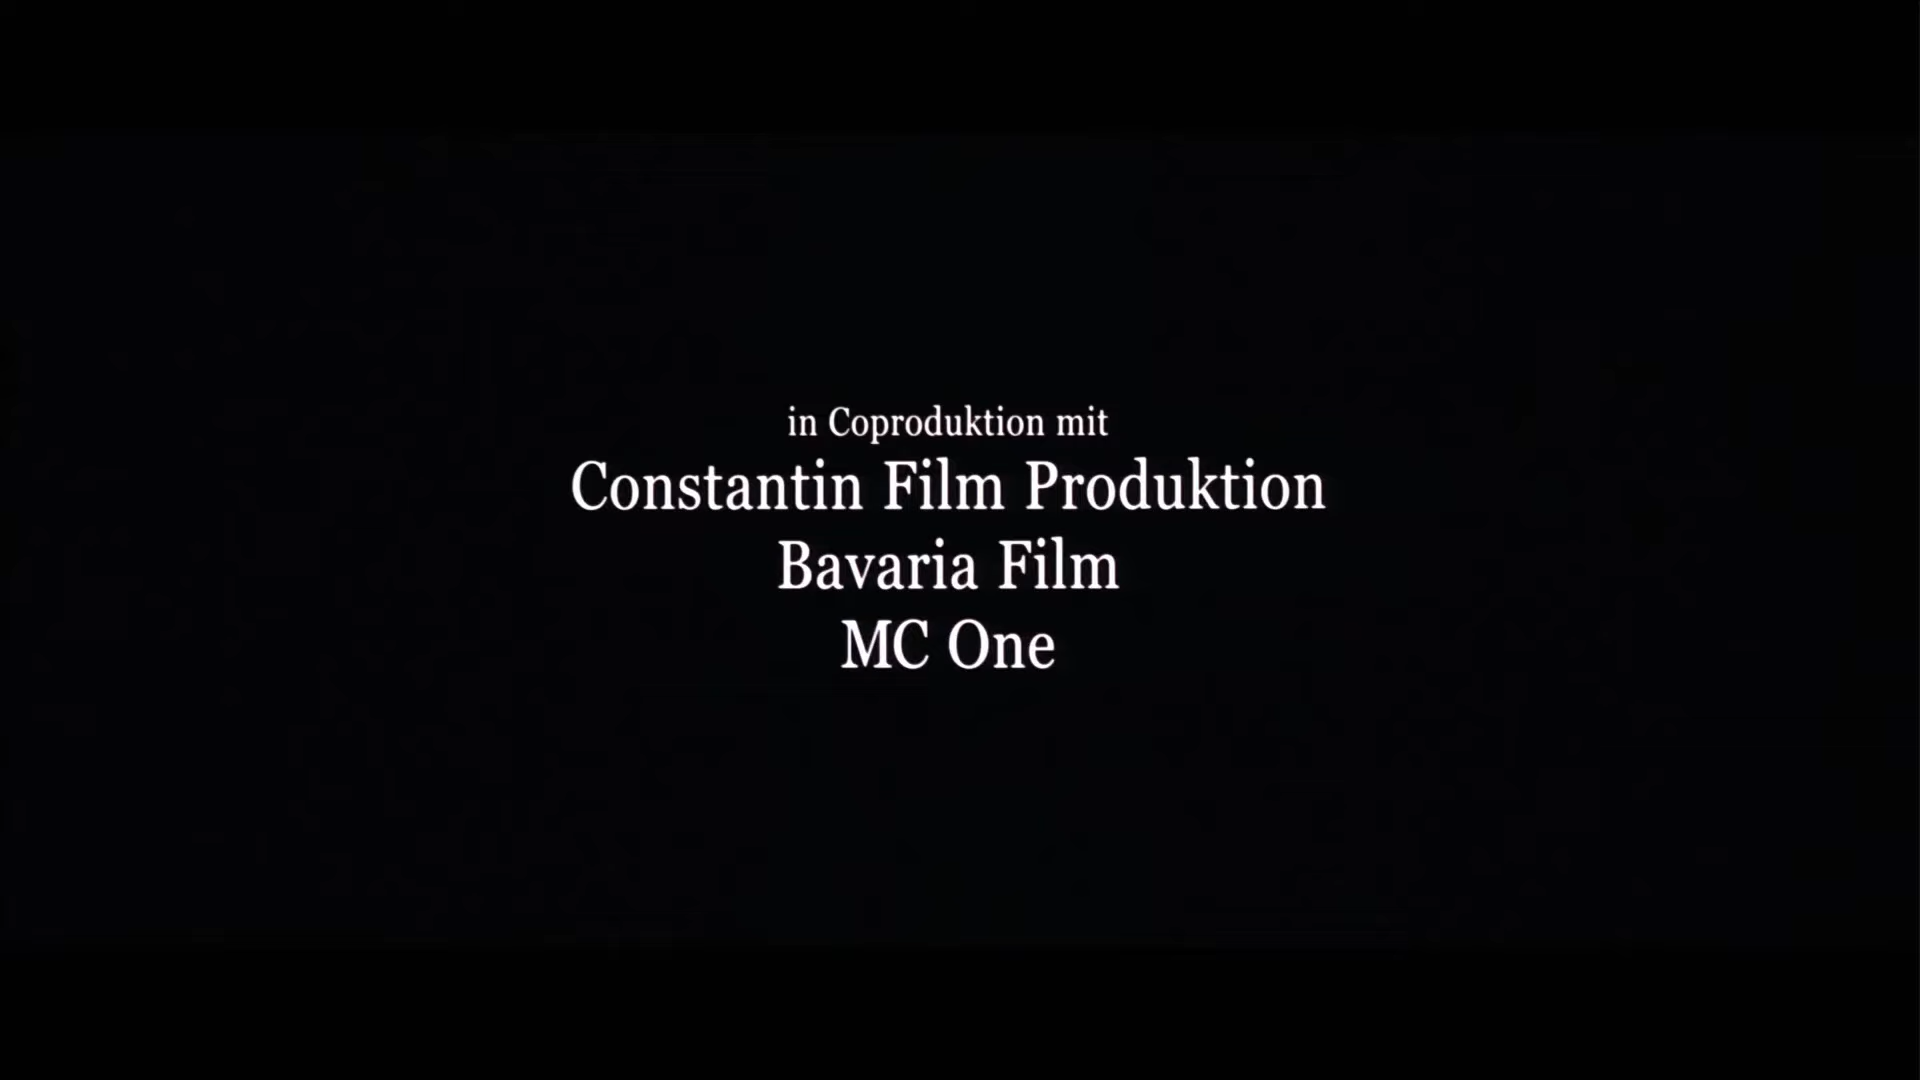 in Coproduktion mit
Constantin Film Produktion
Bavaria Film
MC One